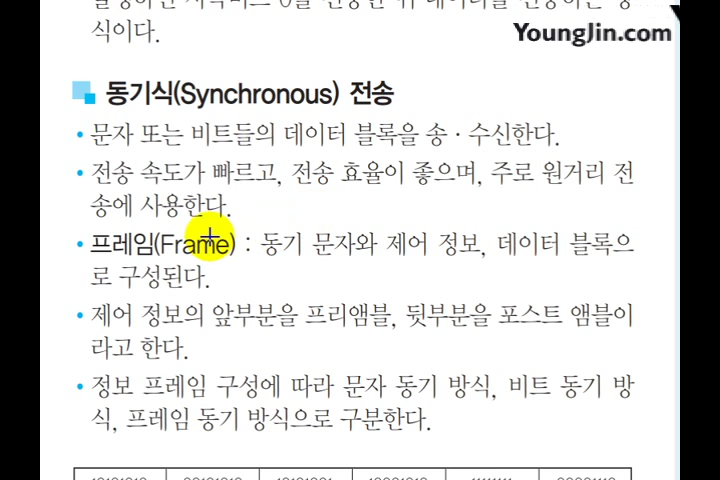 식이다.
YoungJin.com
동기식(Synchronous) 전송
• 문자 또는 비트들의 데이터 블록을 송 · 수신한다.
• 전송 속도가 빠르고, 전송 효율이 좋으며, 주로 원거리 전
송에 사용한다.
• 프레임(Frame) : 동기 문자와 제어 정보, 데이터 블록으
로 구성된다.
• 제어 정보의 앞부분을 프리앰블, 뒷부분을 포스트 앰블이
라고 한다.
• 정보 프레임 구성에 따라 문자 동기 방식, 비트 동기 방
식, 프레임 동기 방식으로 구분한다.